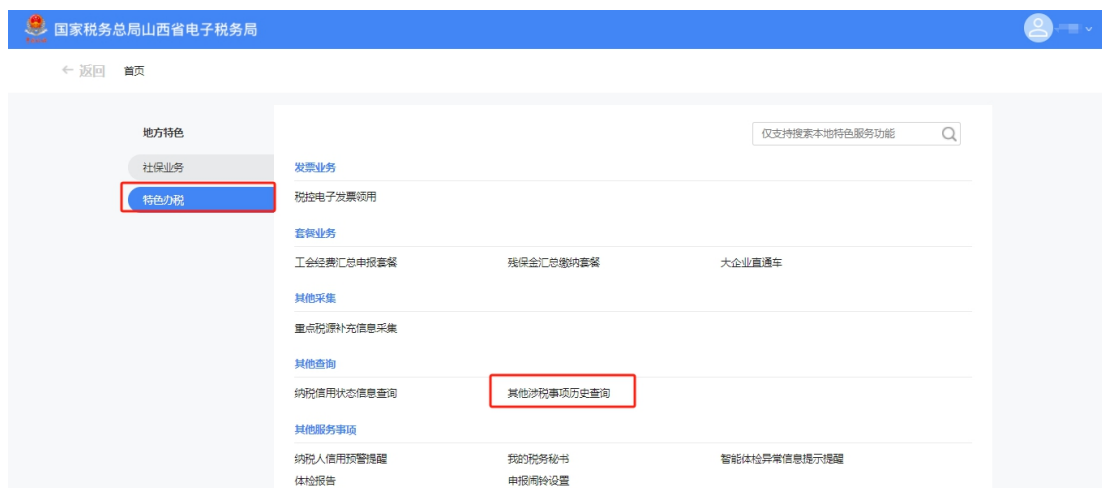 国家税务总局山西省电子税务局
← 返回 首页
地方特色
仅支持搜索本地特色服务功能
社保业务
特色办税
发票业务
税控电子发票领用
套餐业务
工会经费汇总申报套餐 残保金汇总缴纳套餐 大企业直通车
其他采集
重点税源补充信息采集
其他查询
纳税信用状态信息查询 其他涉税事项历史查询
其他服务事项
纳税人信用预警提醒 我的税务秘书 智能体检异常信息提示提醒
体检报告 申报闹铃设置